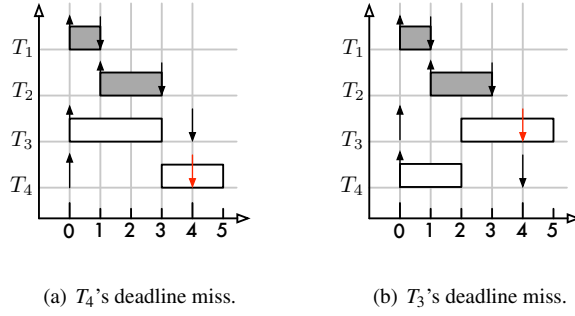 T₁
T₂
T₃
T₄
0 1 2 3 4 5
(a) T₄'s deadline miss.
T₁
T₂
T₃
T₄
0 1 2 3 4 5
(b) T₃'s deadline miss.